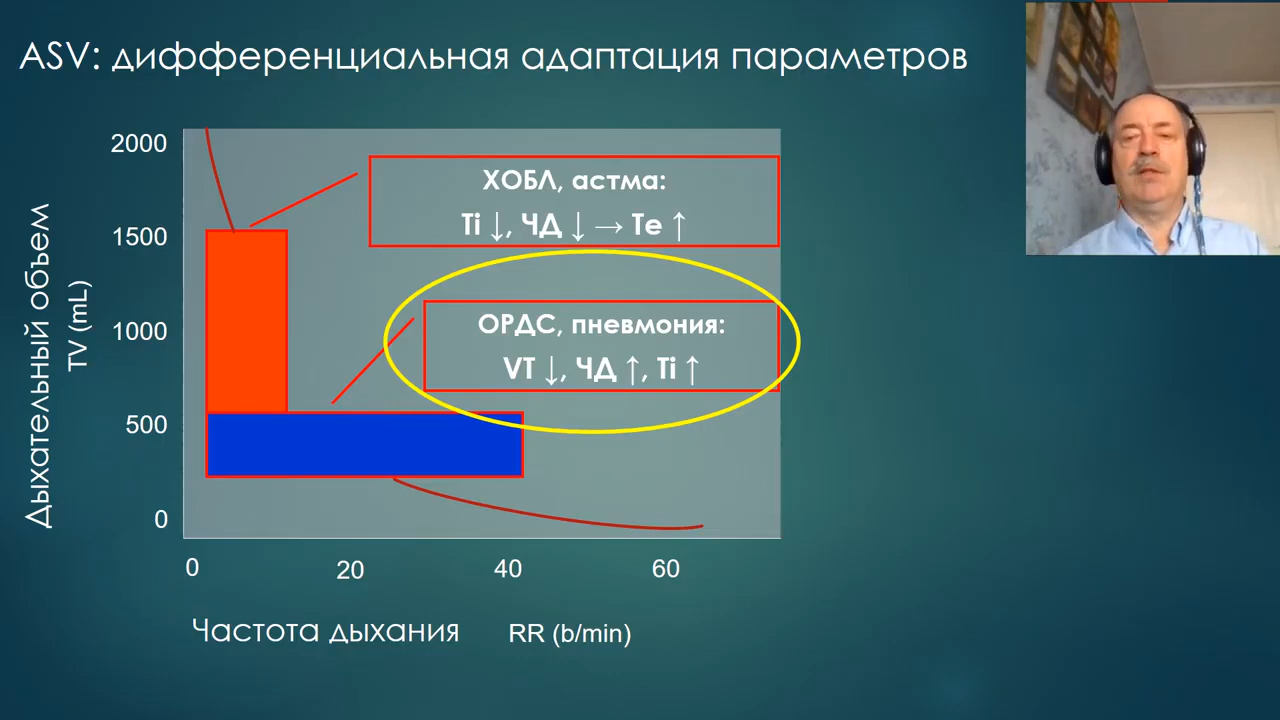 ASV: дифференциальная адаптация параметров
Дыхательный объем
TV (mL)
2000
1500
1000
500
0
ХОБЛ, астма:
Ti ↓, ЧД ↓ → Te ↑
ОРДС, пневмония:
VT ↓, ЧД ↑, Ti ↑
0 20 40 60
Частота дыхания RR (b/min)